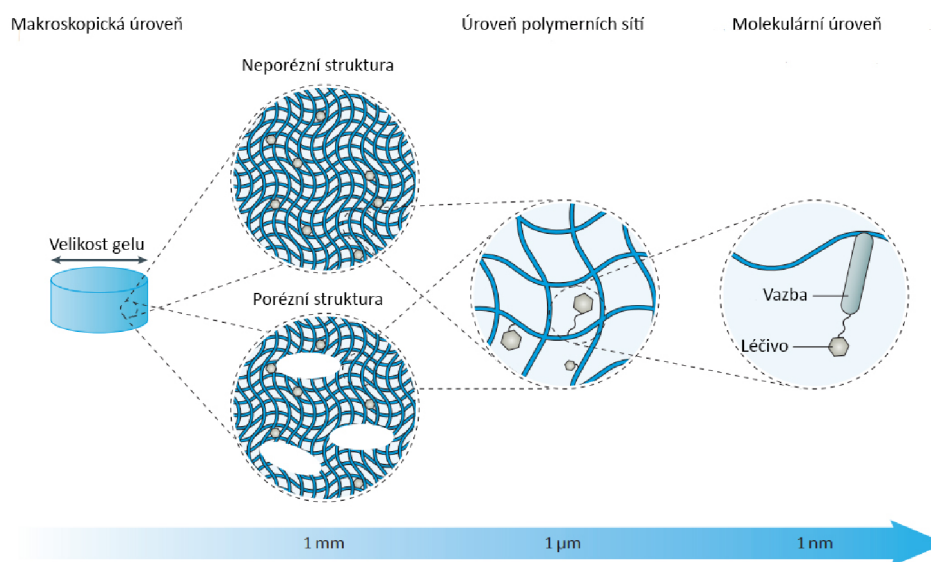 Makroskopická úroveň
Úroveň polymerních sítí
Molekulární úroveň
Neporézní struktura
Velikost gelu
Porézní struktura
Vazba
Léčivo
1 mm
1 µm
1 nm